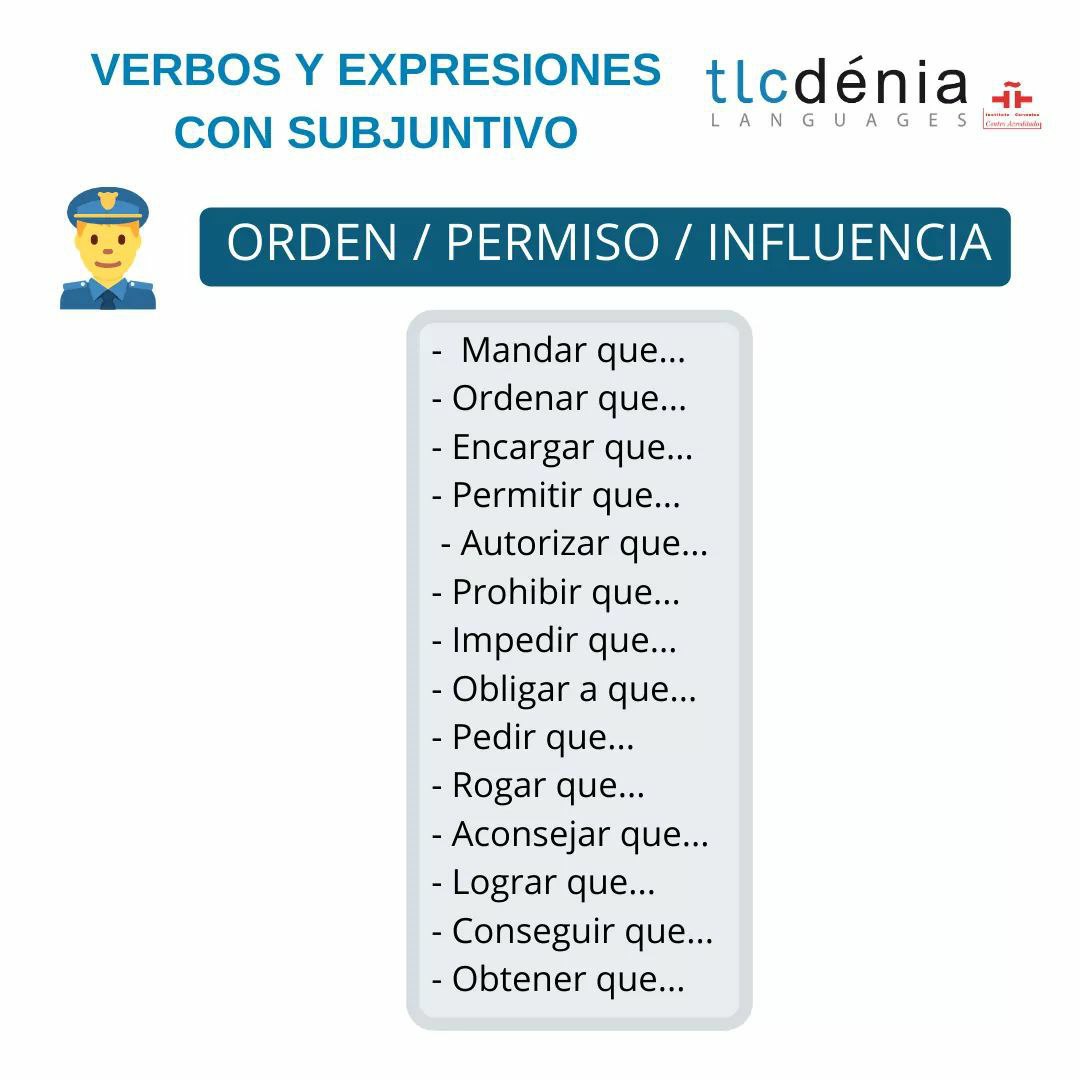 VERBOS Y EXPRESIONES
CON SUBJUNTIVO
tlcdénia
LANGUAGES
Instituto Cervantes
Centro Acreditado
ORDEN / PERMISO / INFLUENCIA
- Mandar que...
- Ordenar que...
- Encargar que...
- Permitir que...
- Autorizar que...
- Prohibir que...
- Impedir que...
- Obligar a que...
- Pedir que...
- Rogar que...
- Aconsejar que...
- Lograr que...
- Conseguir que...
- Obtener que...